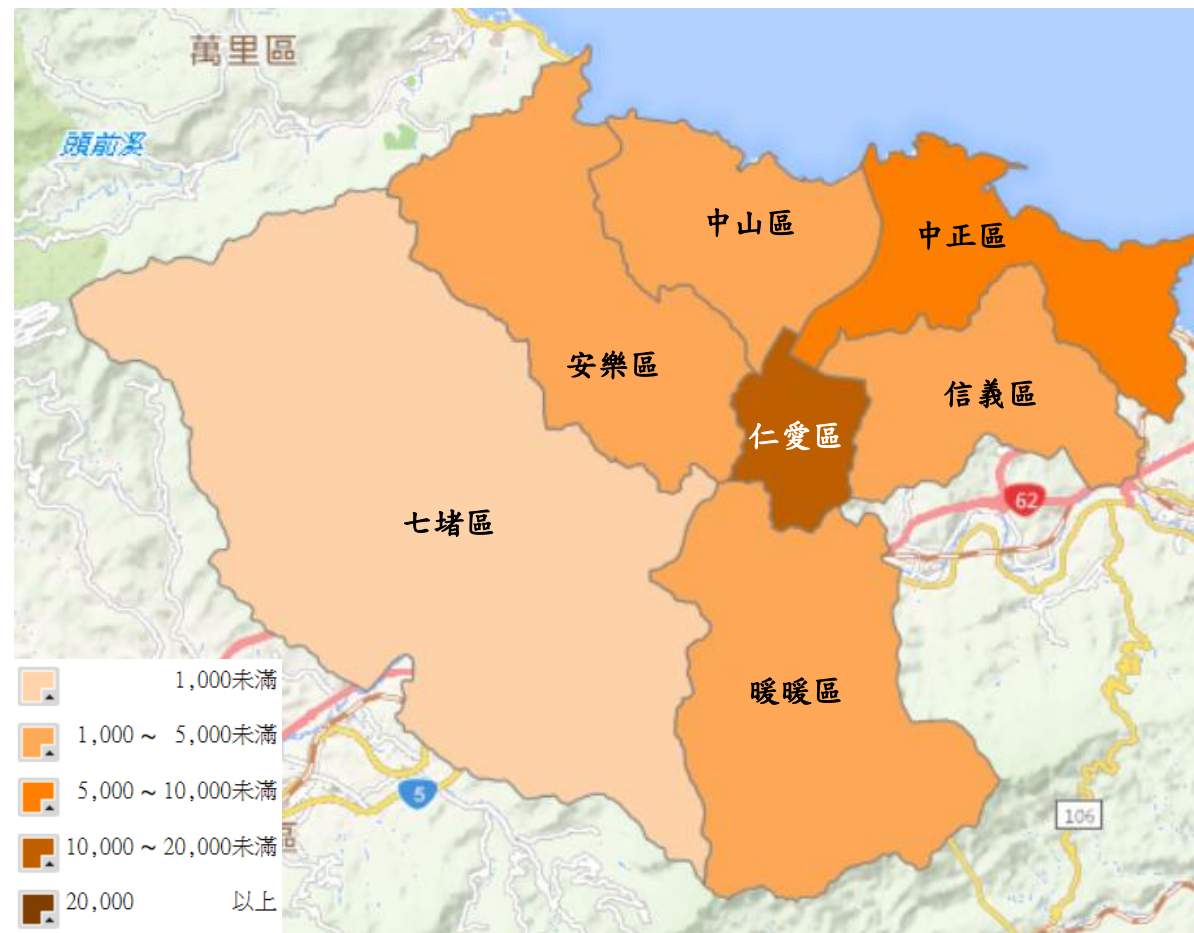 萬里區
頭前溪
中山區
中正區
安樂區
信義區
仁愛區
62
七堵區
暖暖區
5
106
區
1,000未滿
1,000 ~ 5,000未滿
5,000 ~ 10,000未滿
10,000 ~ 20,000未滿
20,000 以上